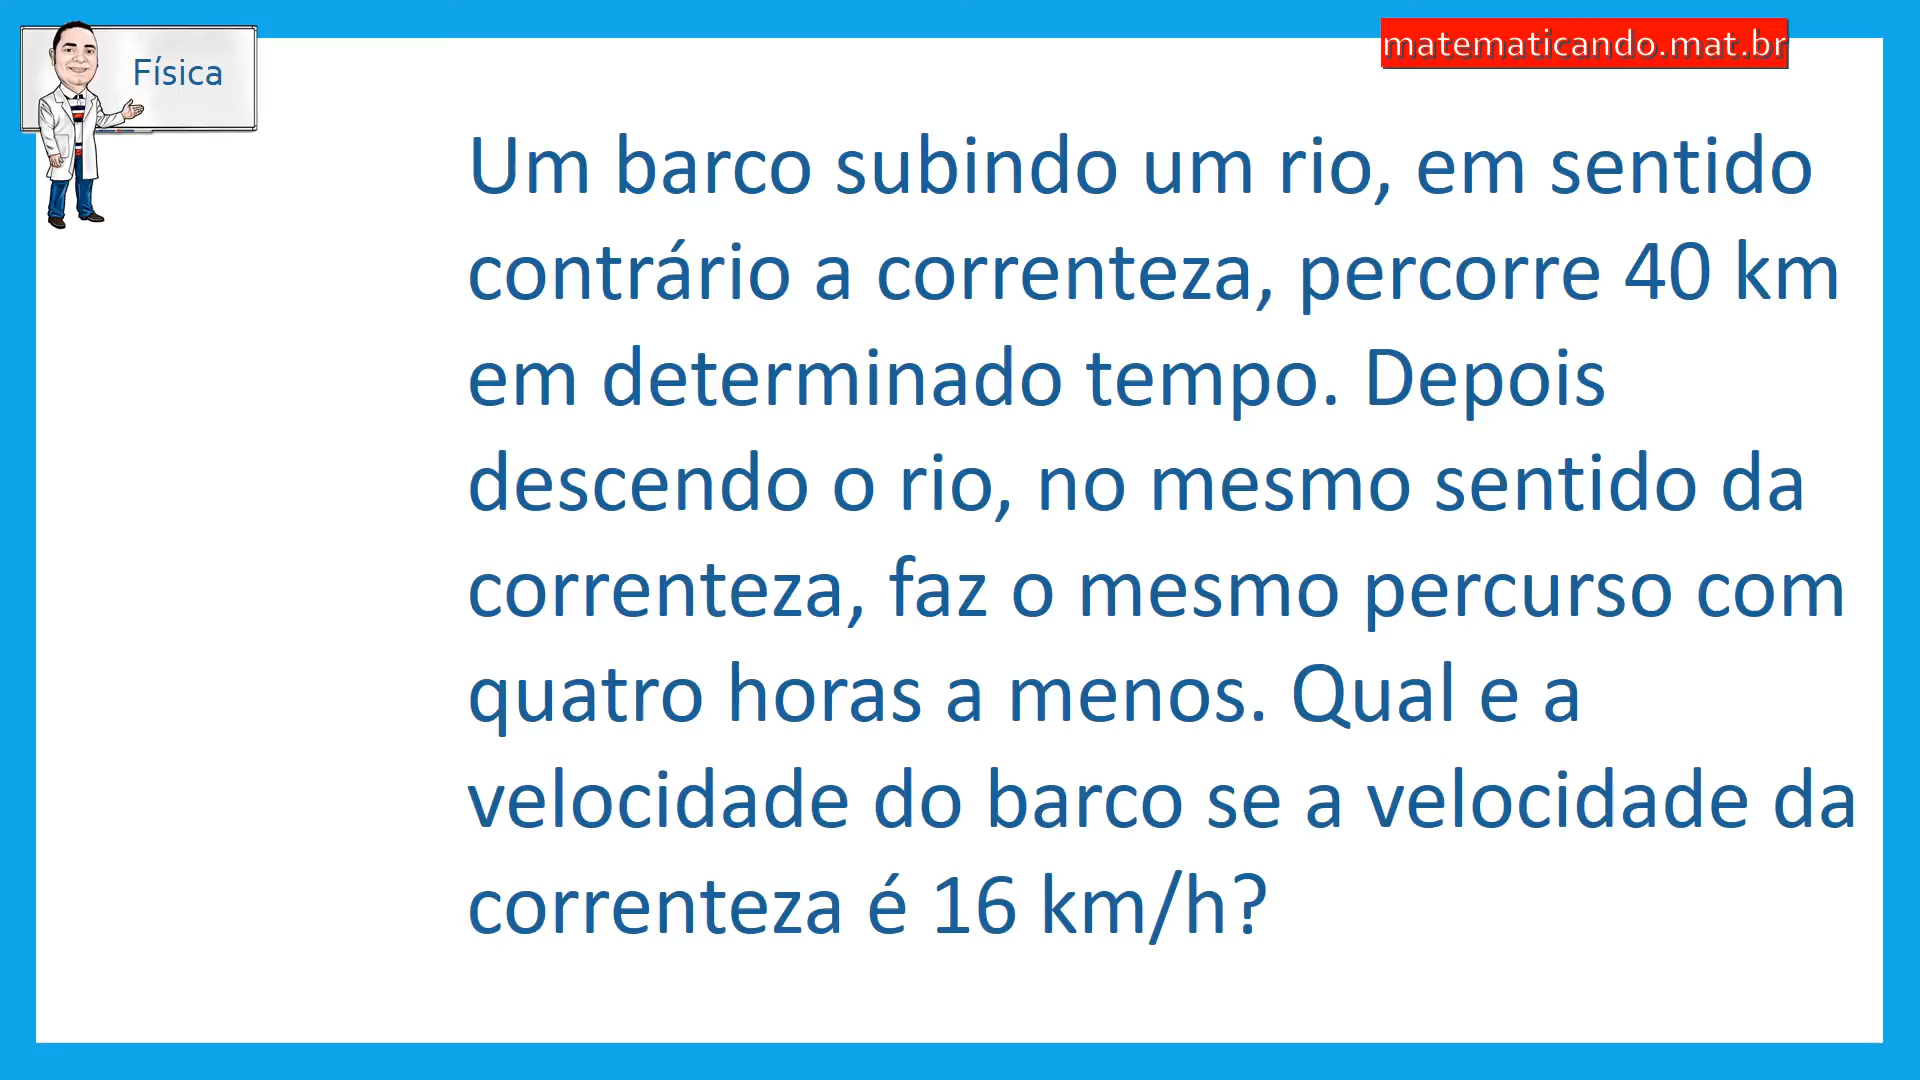 Física
matematicando.mat.br
Um barco subindo um rio, em sentido
contrário a correnteza, percorre 40 km
em determinado tempo. Depois
descendo o rio, no mesmo sentido da
correnteza, faz o mesmo percurso com
quatro horas a menos. Qual e a
velocidade do barco se a velocidade da
correnteza é 16 km/h?